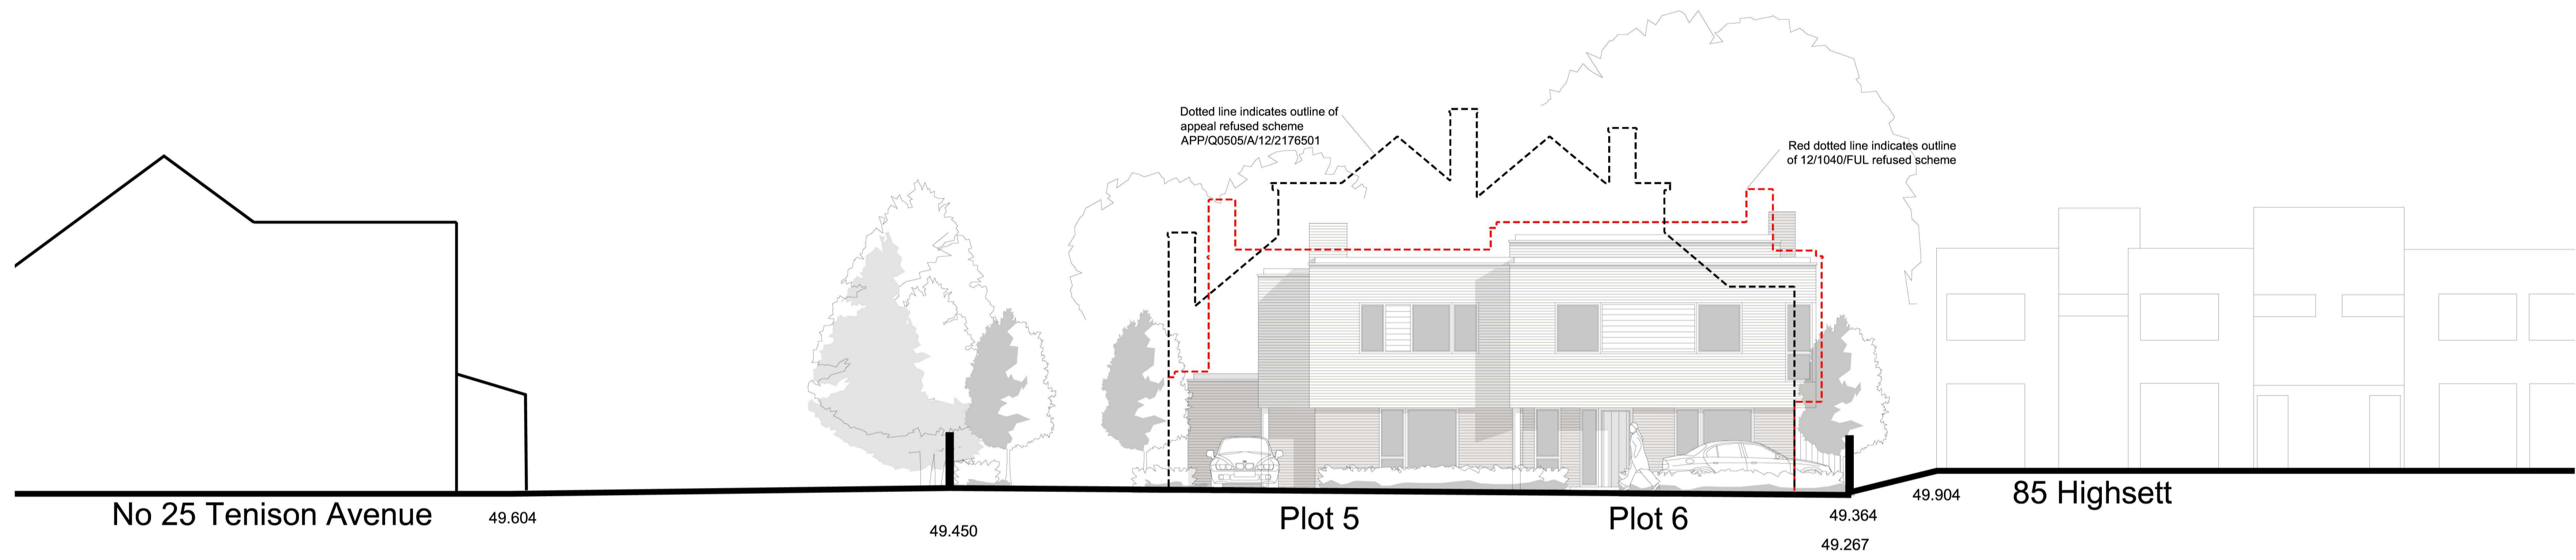 Dotted line indicates outline of
appeal refused scheme
APP/Q0505/A/12/2176501
Red dotted line indicates outline
of 12/1040/FUL refused scheme
No 25 Tenison Avenue
49.604
49.450
Plot 5
Plot 6
49.364
49.267
49.904
85 Highsett